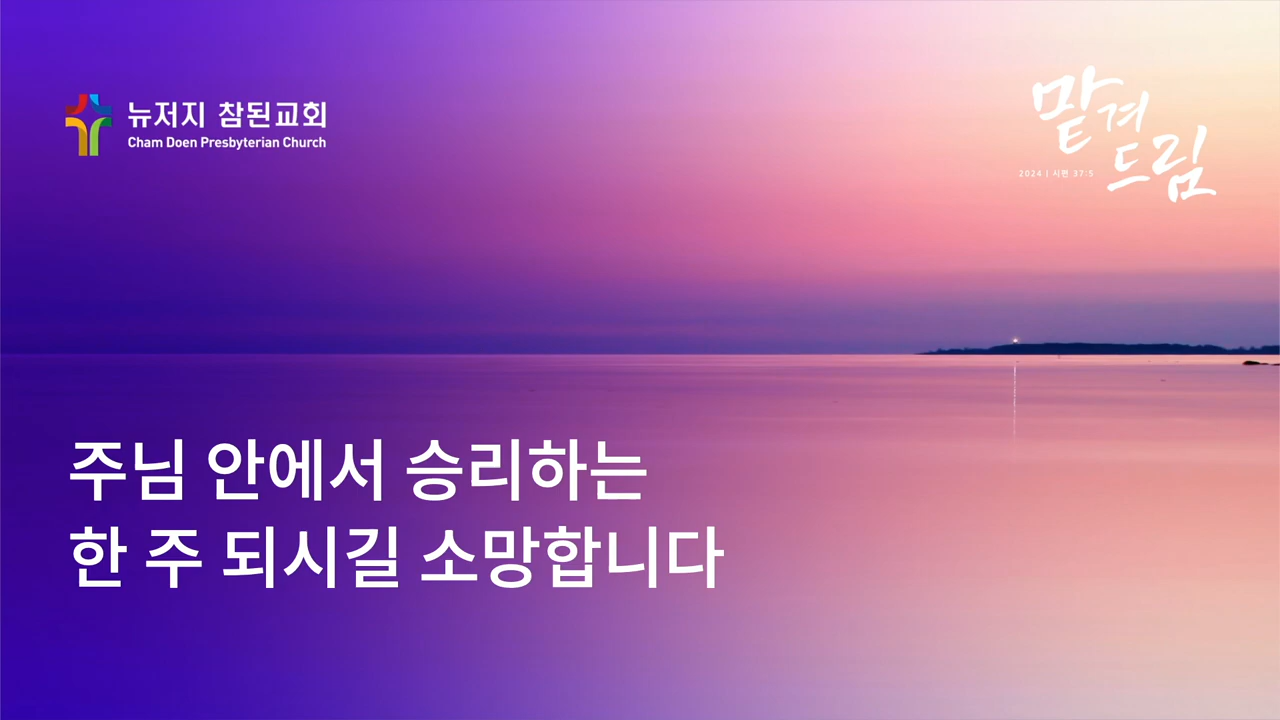 뉴저지 참된교회
Cham Doen Presbyterian Church
맡겨
드림
2024 | 시편 37:5
주님 안에서 승리하는
한 주 되시길 소망합니다